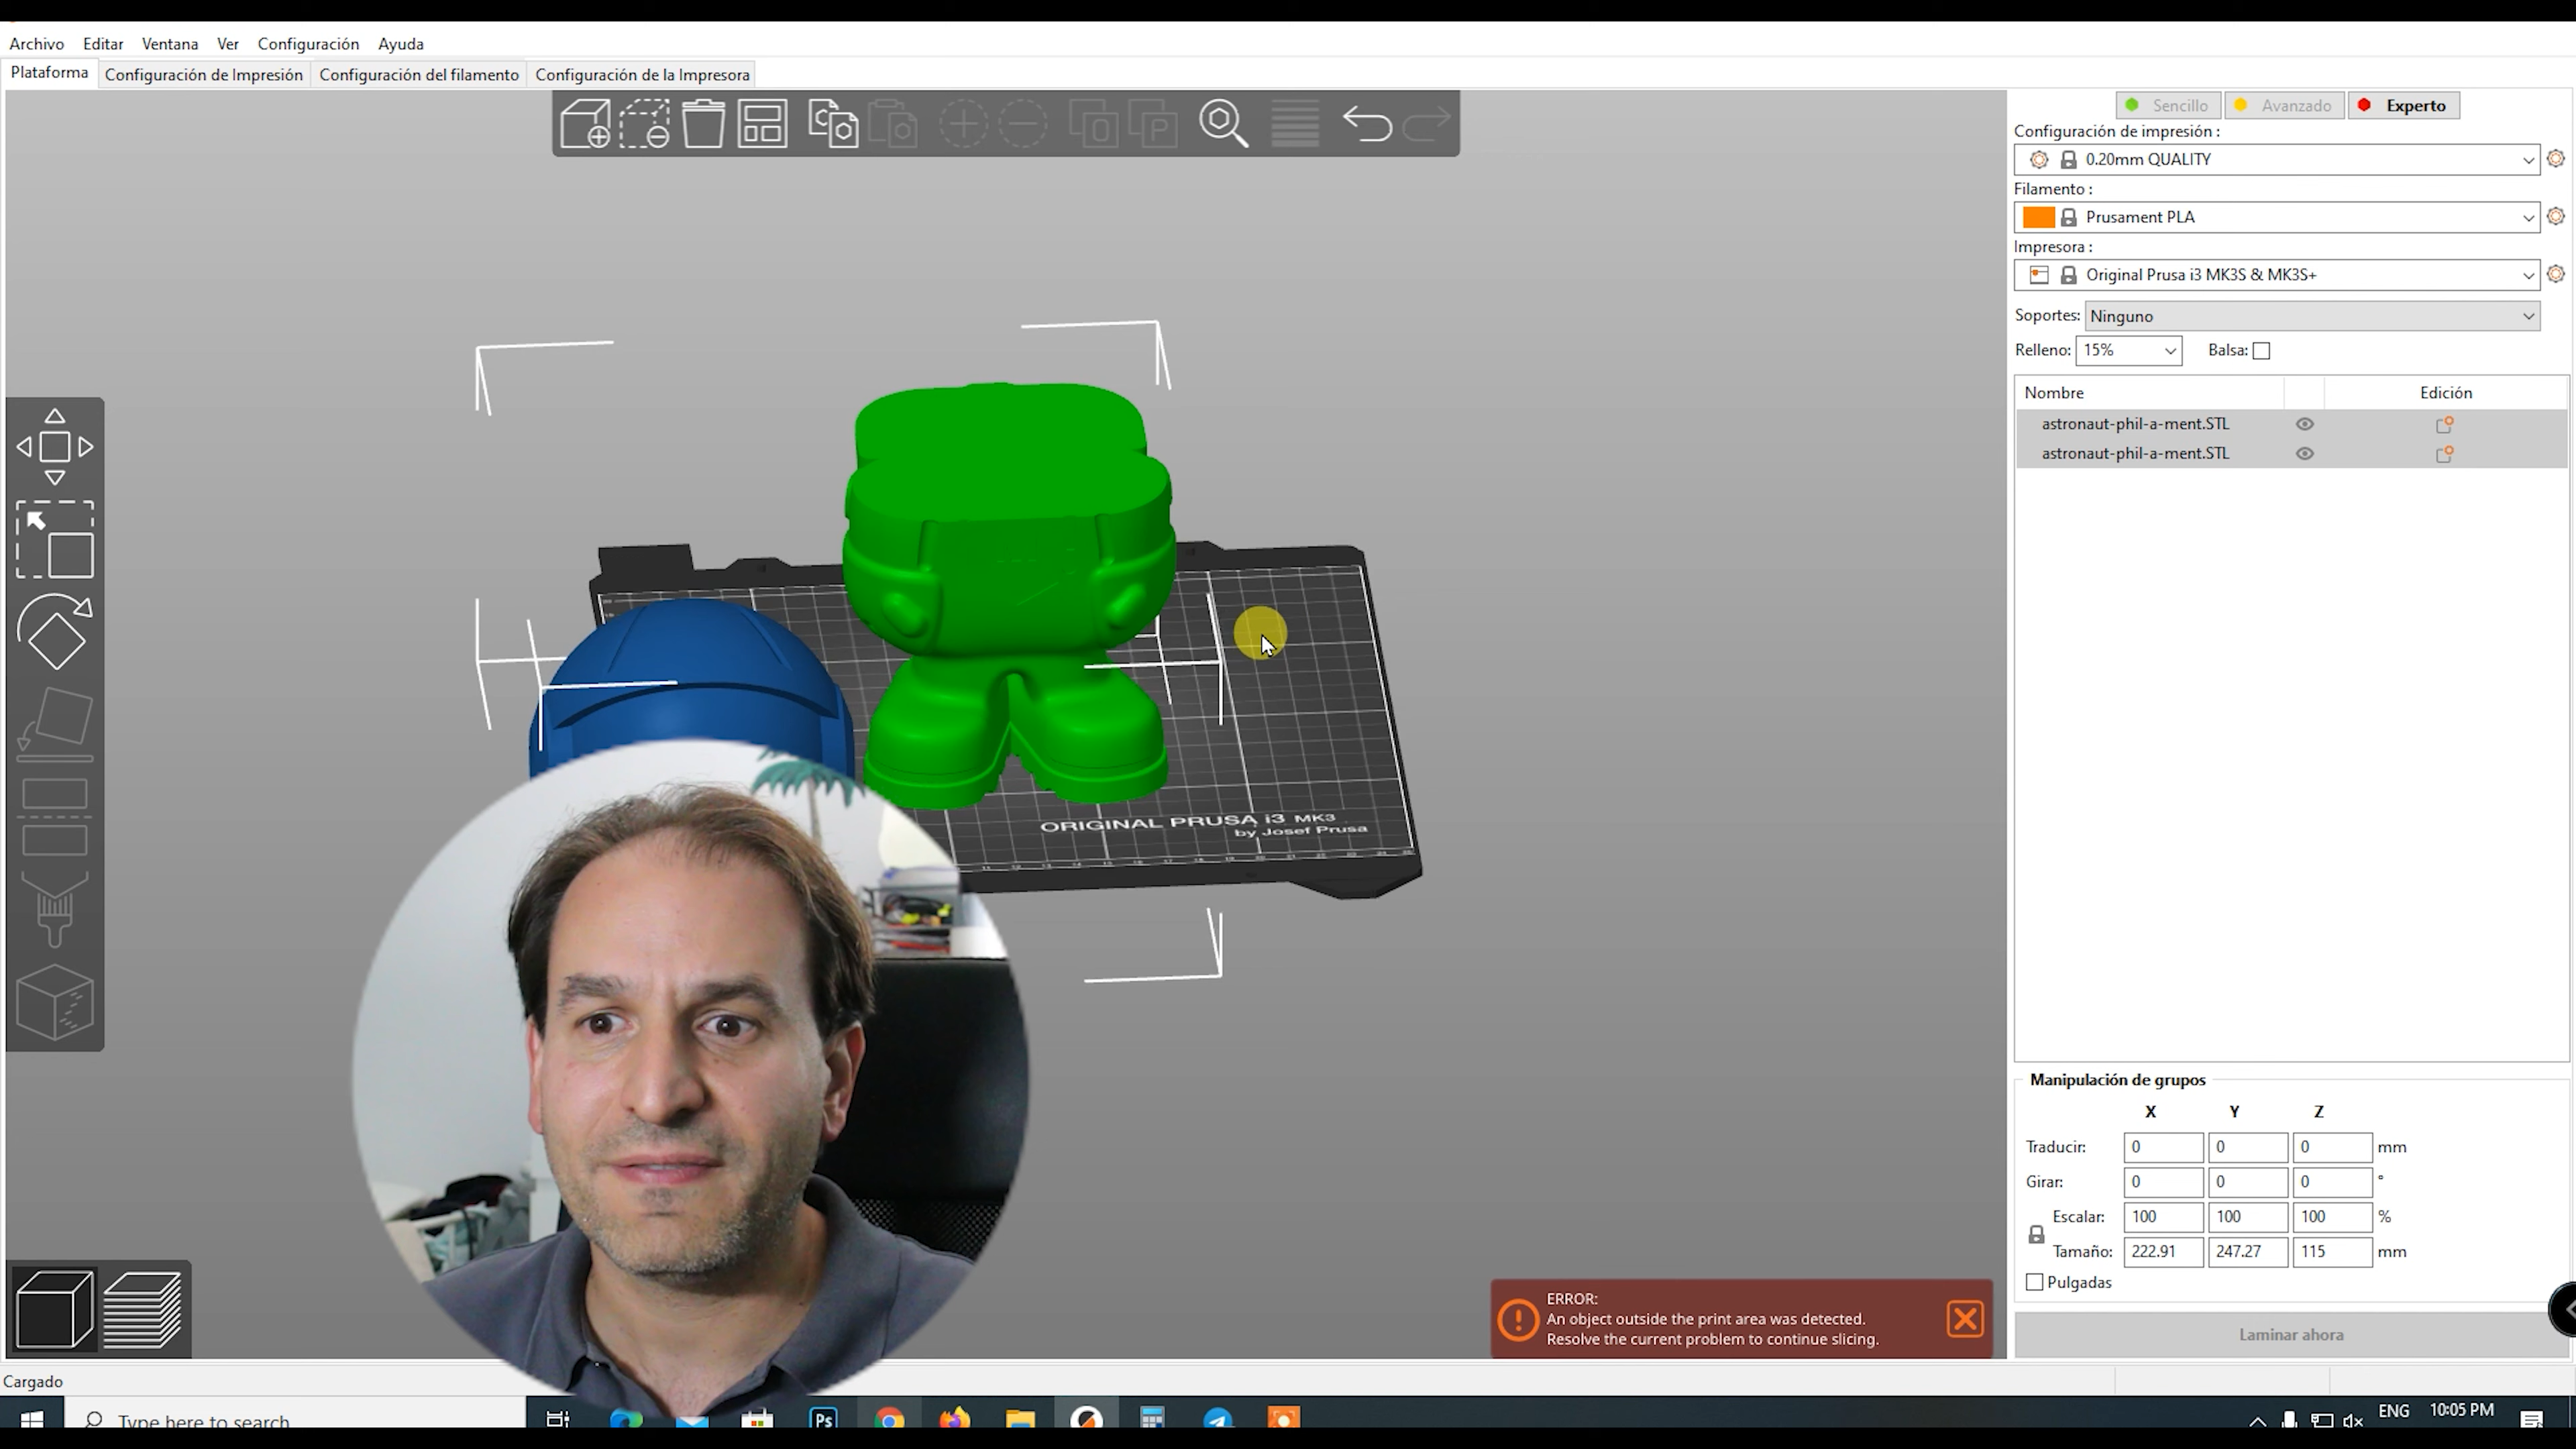 Archivo Editar Ventana Ver Configuración Ayuda
Plataforma Configuración de Impresión Configuración del filamento Configuración de la Impresora
Sencillo Avanzado Experto
Configuración de impresión :
0.20mm QUALITY
Filamento :
Prusament PLA
Impresora :
Original Prusa i3 MK3S & MK3S+
Soportes: Ninguno
Relleno: 15% Balsa:
Nombre Edición
astronaut-phil-a-ment.STL
astronaut-phil-a-ment.STL
ORIGINAL PRUSA i3 MK3
by Josef Prusa
Manipulación de grupos
X Y Z
Traducir: 0 0 0 mm
Girar: 0 0 0 °
Escalar: 100 100 100 %
Tamaño: 222.91 247.27 115 mm
Pulgadas
ERROR:
An object outside the print area was detected.
Resolve the current problem to continue slicing.
Laminar ahora
Cargado
Type here to search
Ps
ENG 10:05 PM